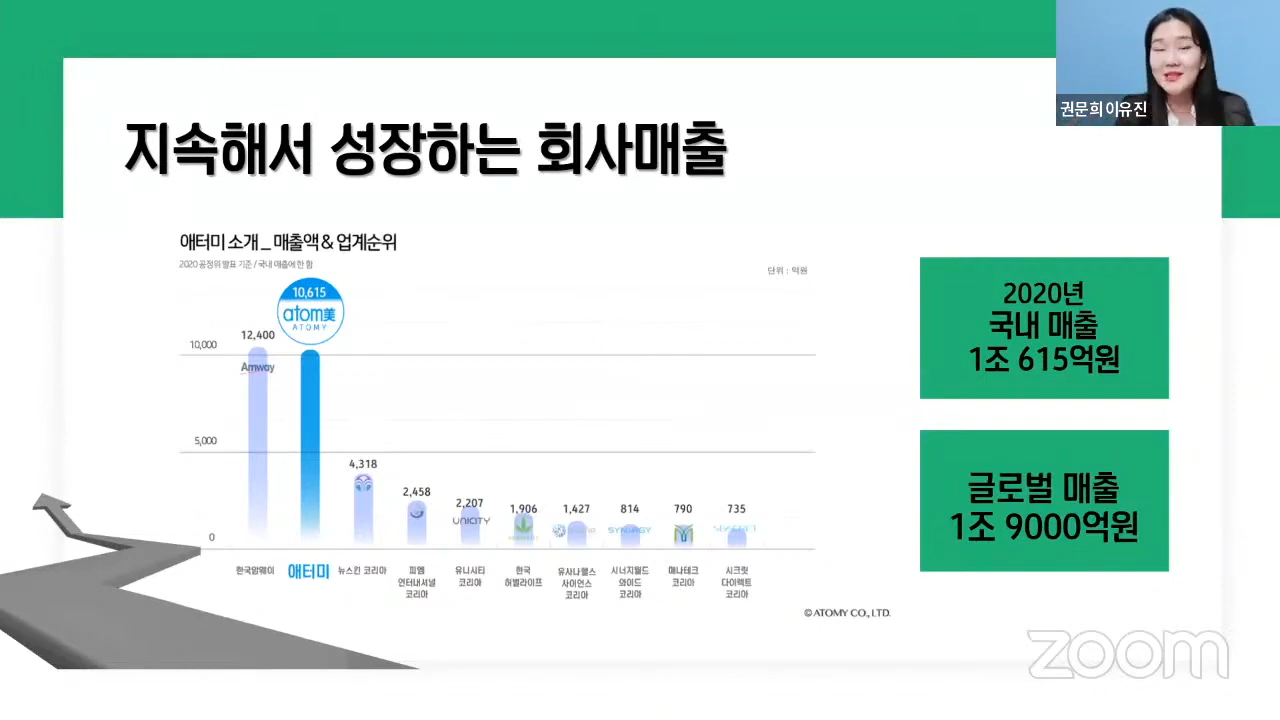 권문희 이유진
지속해서 성장하는 회사매출
애터미 소개 _ 매출액 & 업계순위
2020 공정위 발표 기준 / 국내 매출에 한 함
단위 : 억원
10,615
atom美
ATOMY
12,400
10,000
Amway
5,000
4,318
2,458
2,207
UNICITY
1,906
1,427
814
SYNERGY
790
735
0
한국암웨이
애터미
뉴스킨 코리아
피엠
인터내셔널
코리아
유니시티
코리아
한국
허벌라이프
유사나헬스
사이언스
코리아
시너지월드
와이드
코리아
매나테크
코리아
시크릿
다이렉트
코리아
© ATOMY CO., LTD.
2020년
국내 매출
1조 615억원
글로벌 매출
1조 9000억원
zoom